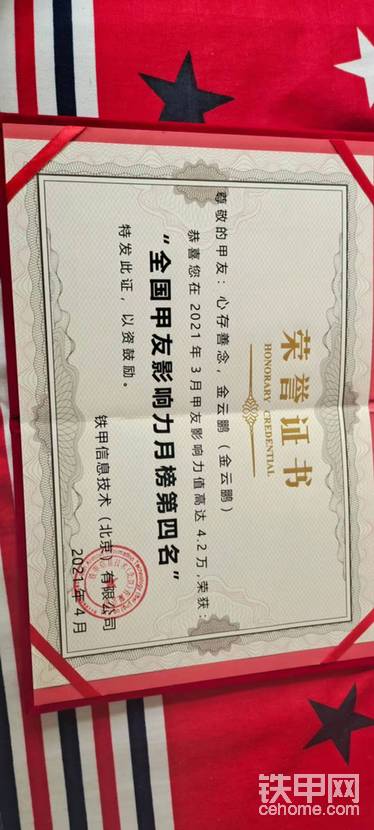 荣誉证书
HONORARY CREDENTIAL
尊敬的甲友：心存善念，金云鹏（金云鹏）
恭喜您在2021年3月甲友影响力值高达4.2万,荣获：
“全国甲友影响力月榜第四名”
特发此证，以资鼓励。
铁甲信息技术（北京）有限公司
2021年4月
铁甲网